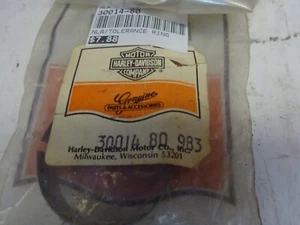 30014-80
NLA/TOLERANCE RING
$7.88
MOTOR
HARLEY-DAVIDSON
COMPANY
Genuine
PARTS & ACCESSORIES
30014 80 983
Harley-Davidson Motor Co., Inc.
Milwaukee, Wisconsin 53201